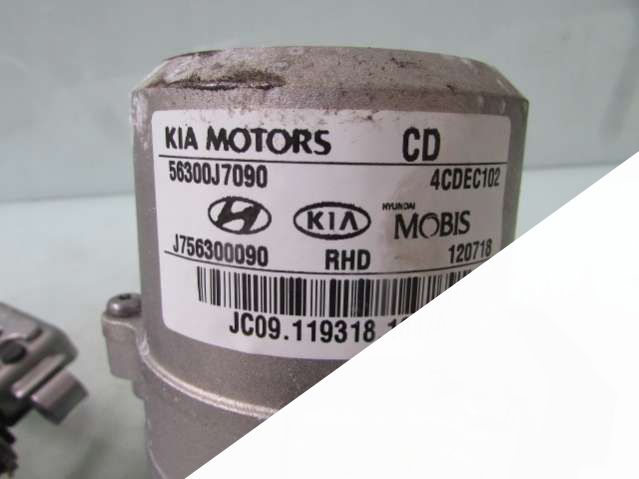 KIA MOTORS CD
56300J7090 4CDEC102
KIA HYUNDAI MOBIS
J756300090 RHD 120718
JC09.119318